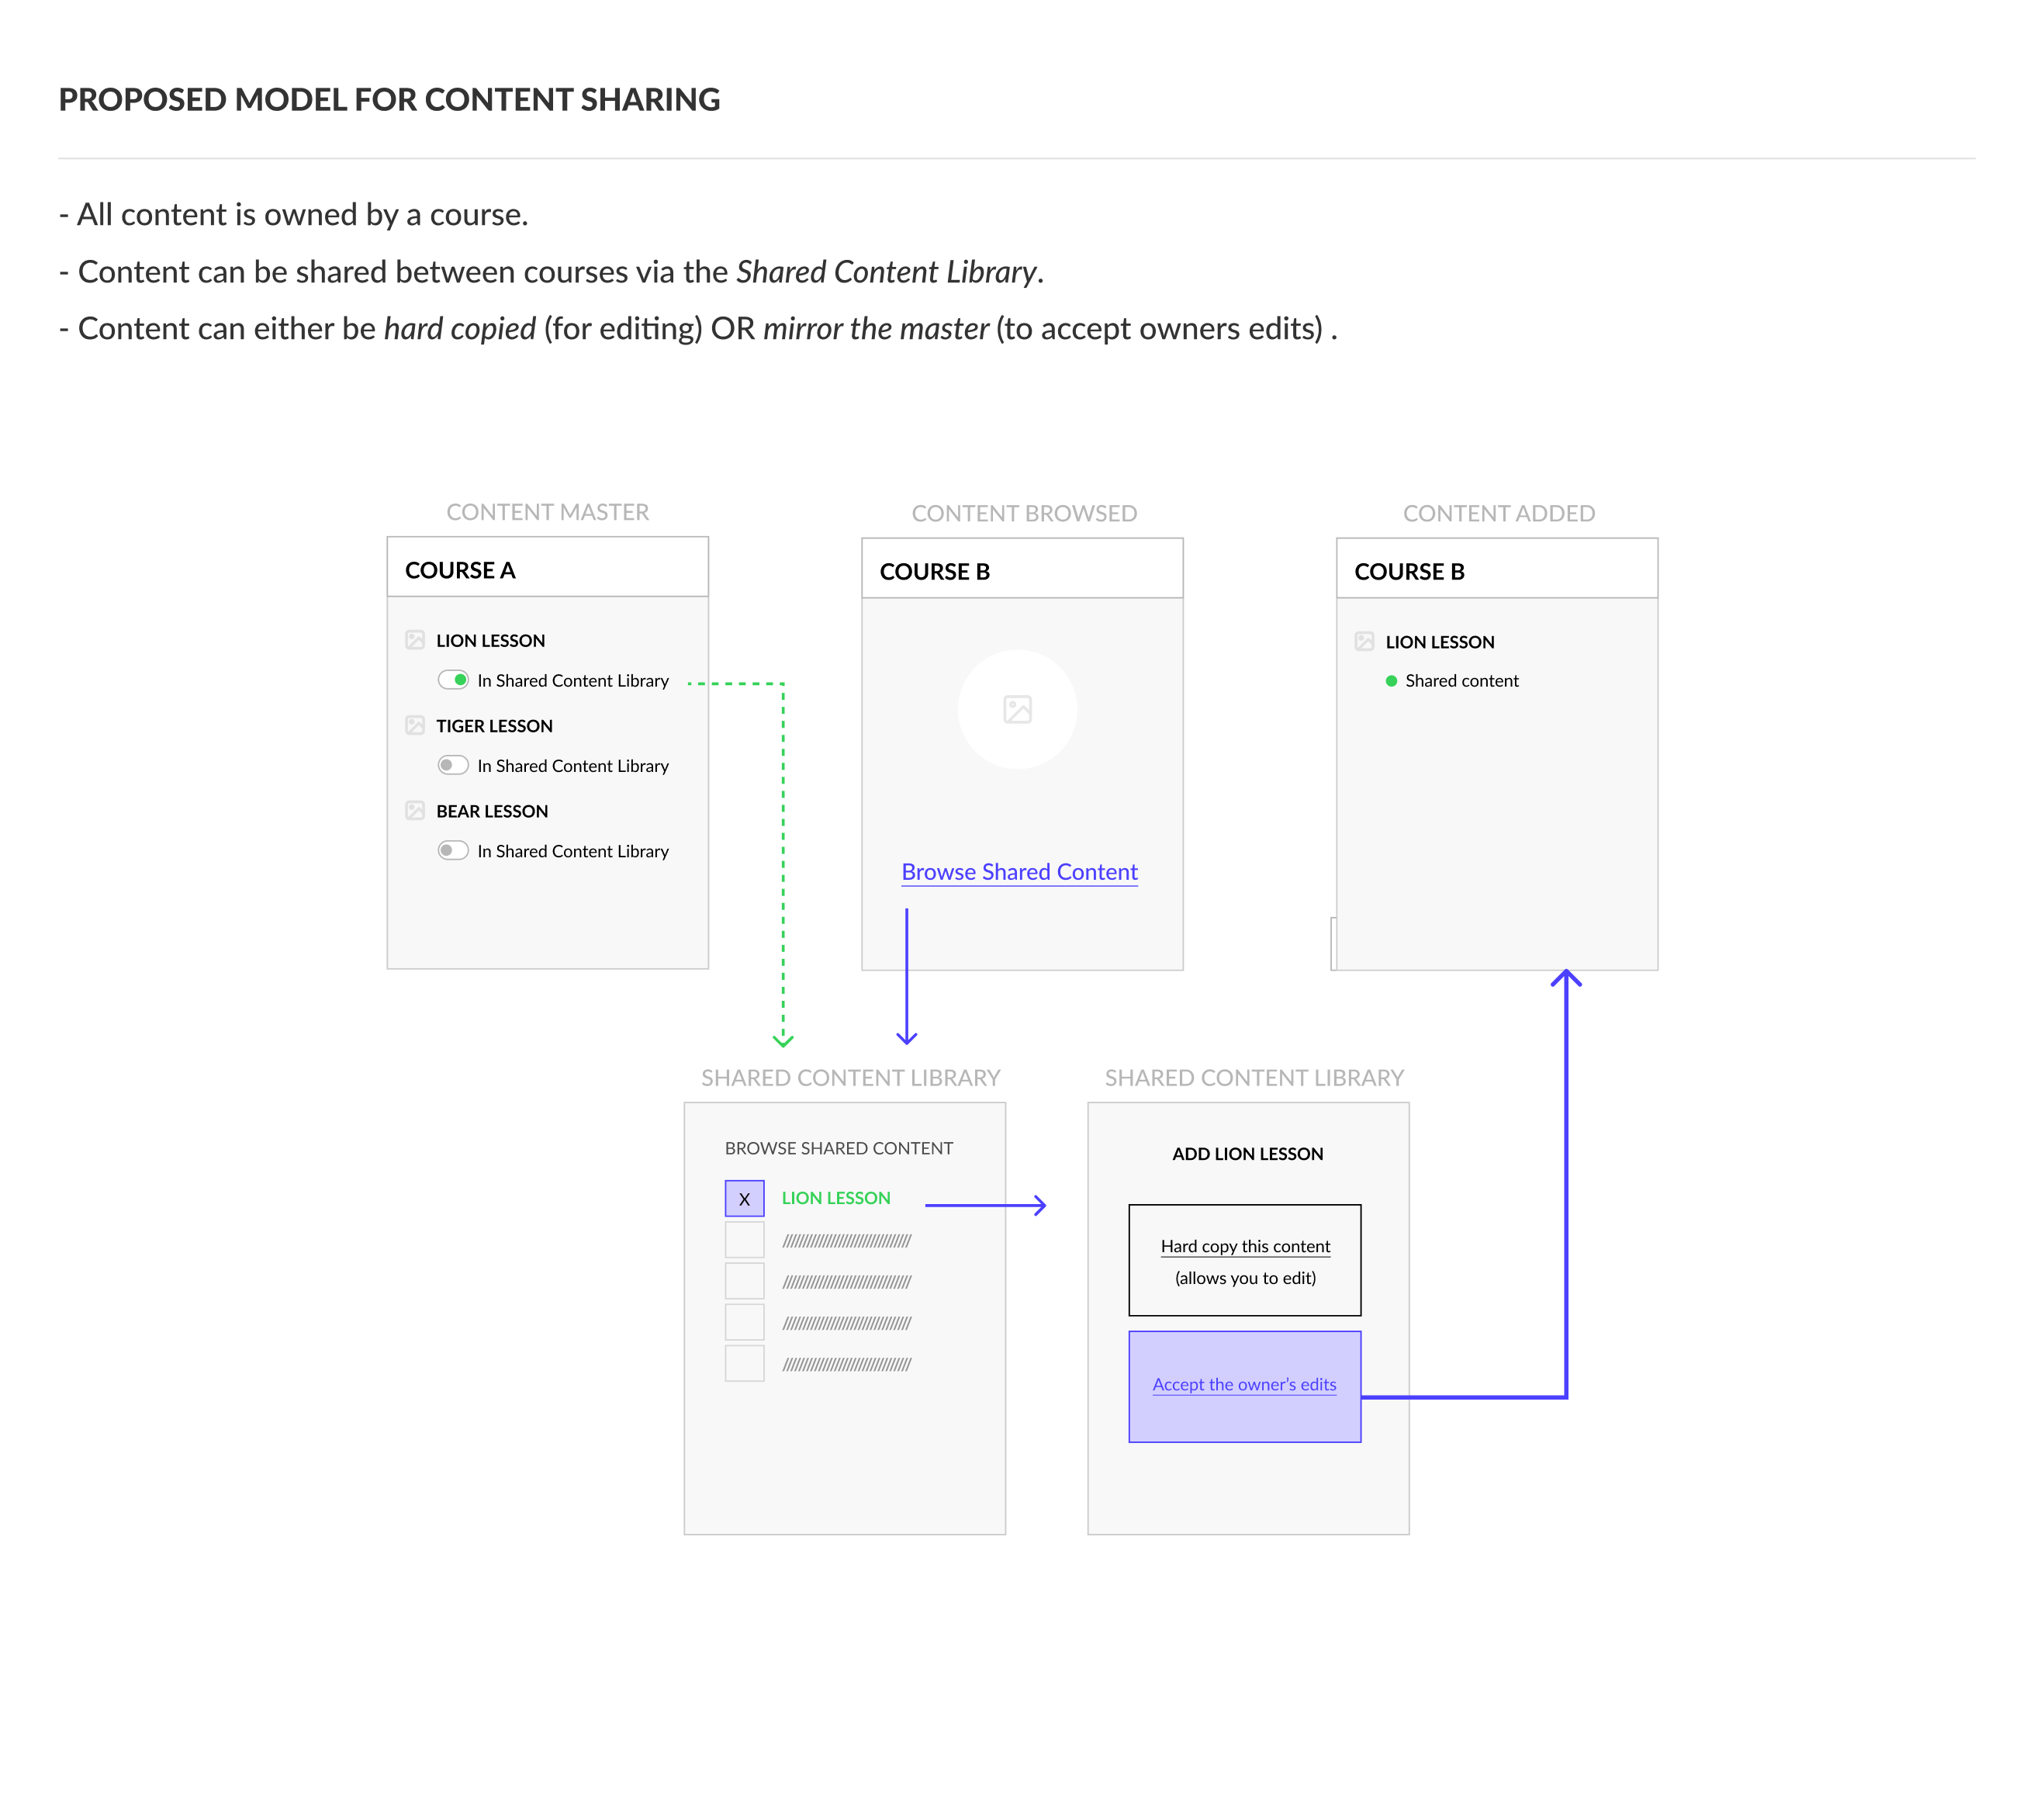 PROPOSED MODEL FOR CONTENT SHARING
- All content is owned by a course.
- Content can be shared between courses via the Shared Content Library.
- Content can either be hard copied (for editing) OR mirror the master (to accept owners edits) .
CONTENT MASTER
COURSE A
LION LESSON
In Shared Content Library
TIGER LESSON
In Shared Content Library
BEAR LESSON
In Shared Content Library
CONTENT BROWSED
COURSE B
Browse Shared Content
CONTENT ADDED
COURSE B
LION LESSON
Shared content
SHARED CONTENT LIBRARY
BROWSE SHARED CONTENT
X LION LESSON
////////////////////////////////
////////////////////////////////
////////////////////////////////
////////////////////////////////
SHARED CONTENT LIBRARY
ADD LION LESSON
Hard copy this content
(allows you to edit)
Accept the owner’s edits